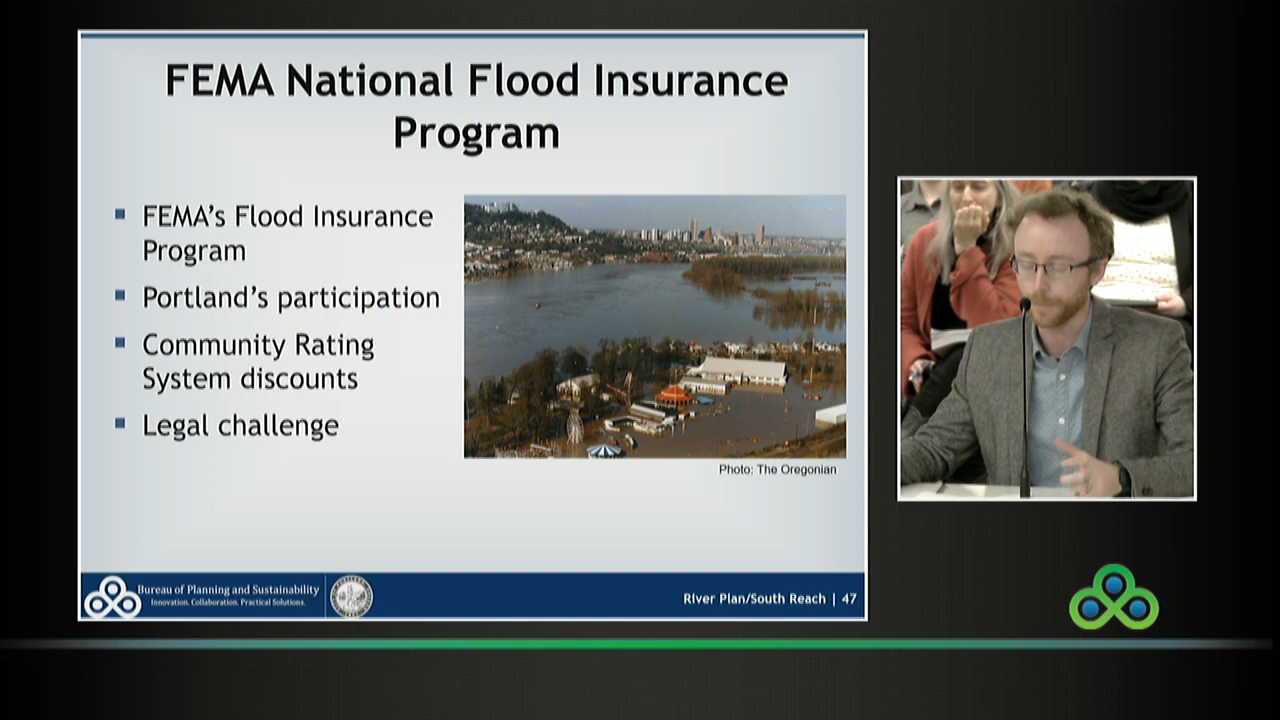 FEMA National Flood Insurance
Program
FEMA's Flood Insurance
Program
Portland's participation
Community Rating
System discounts
Legal challenge
Photo: The Oregonian
Bureau of Planning and Sustainability
Innovation. Collaboration. Practical Solutions.
River Plan/South Reach | 47